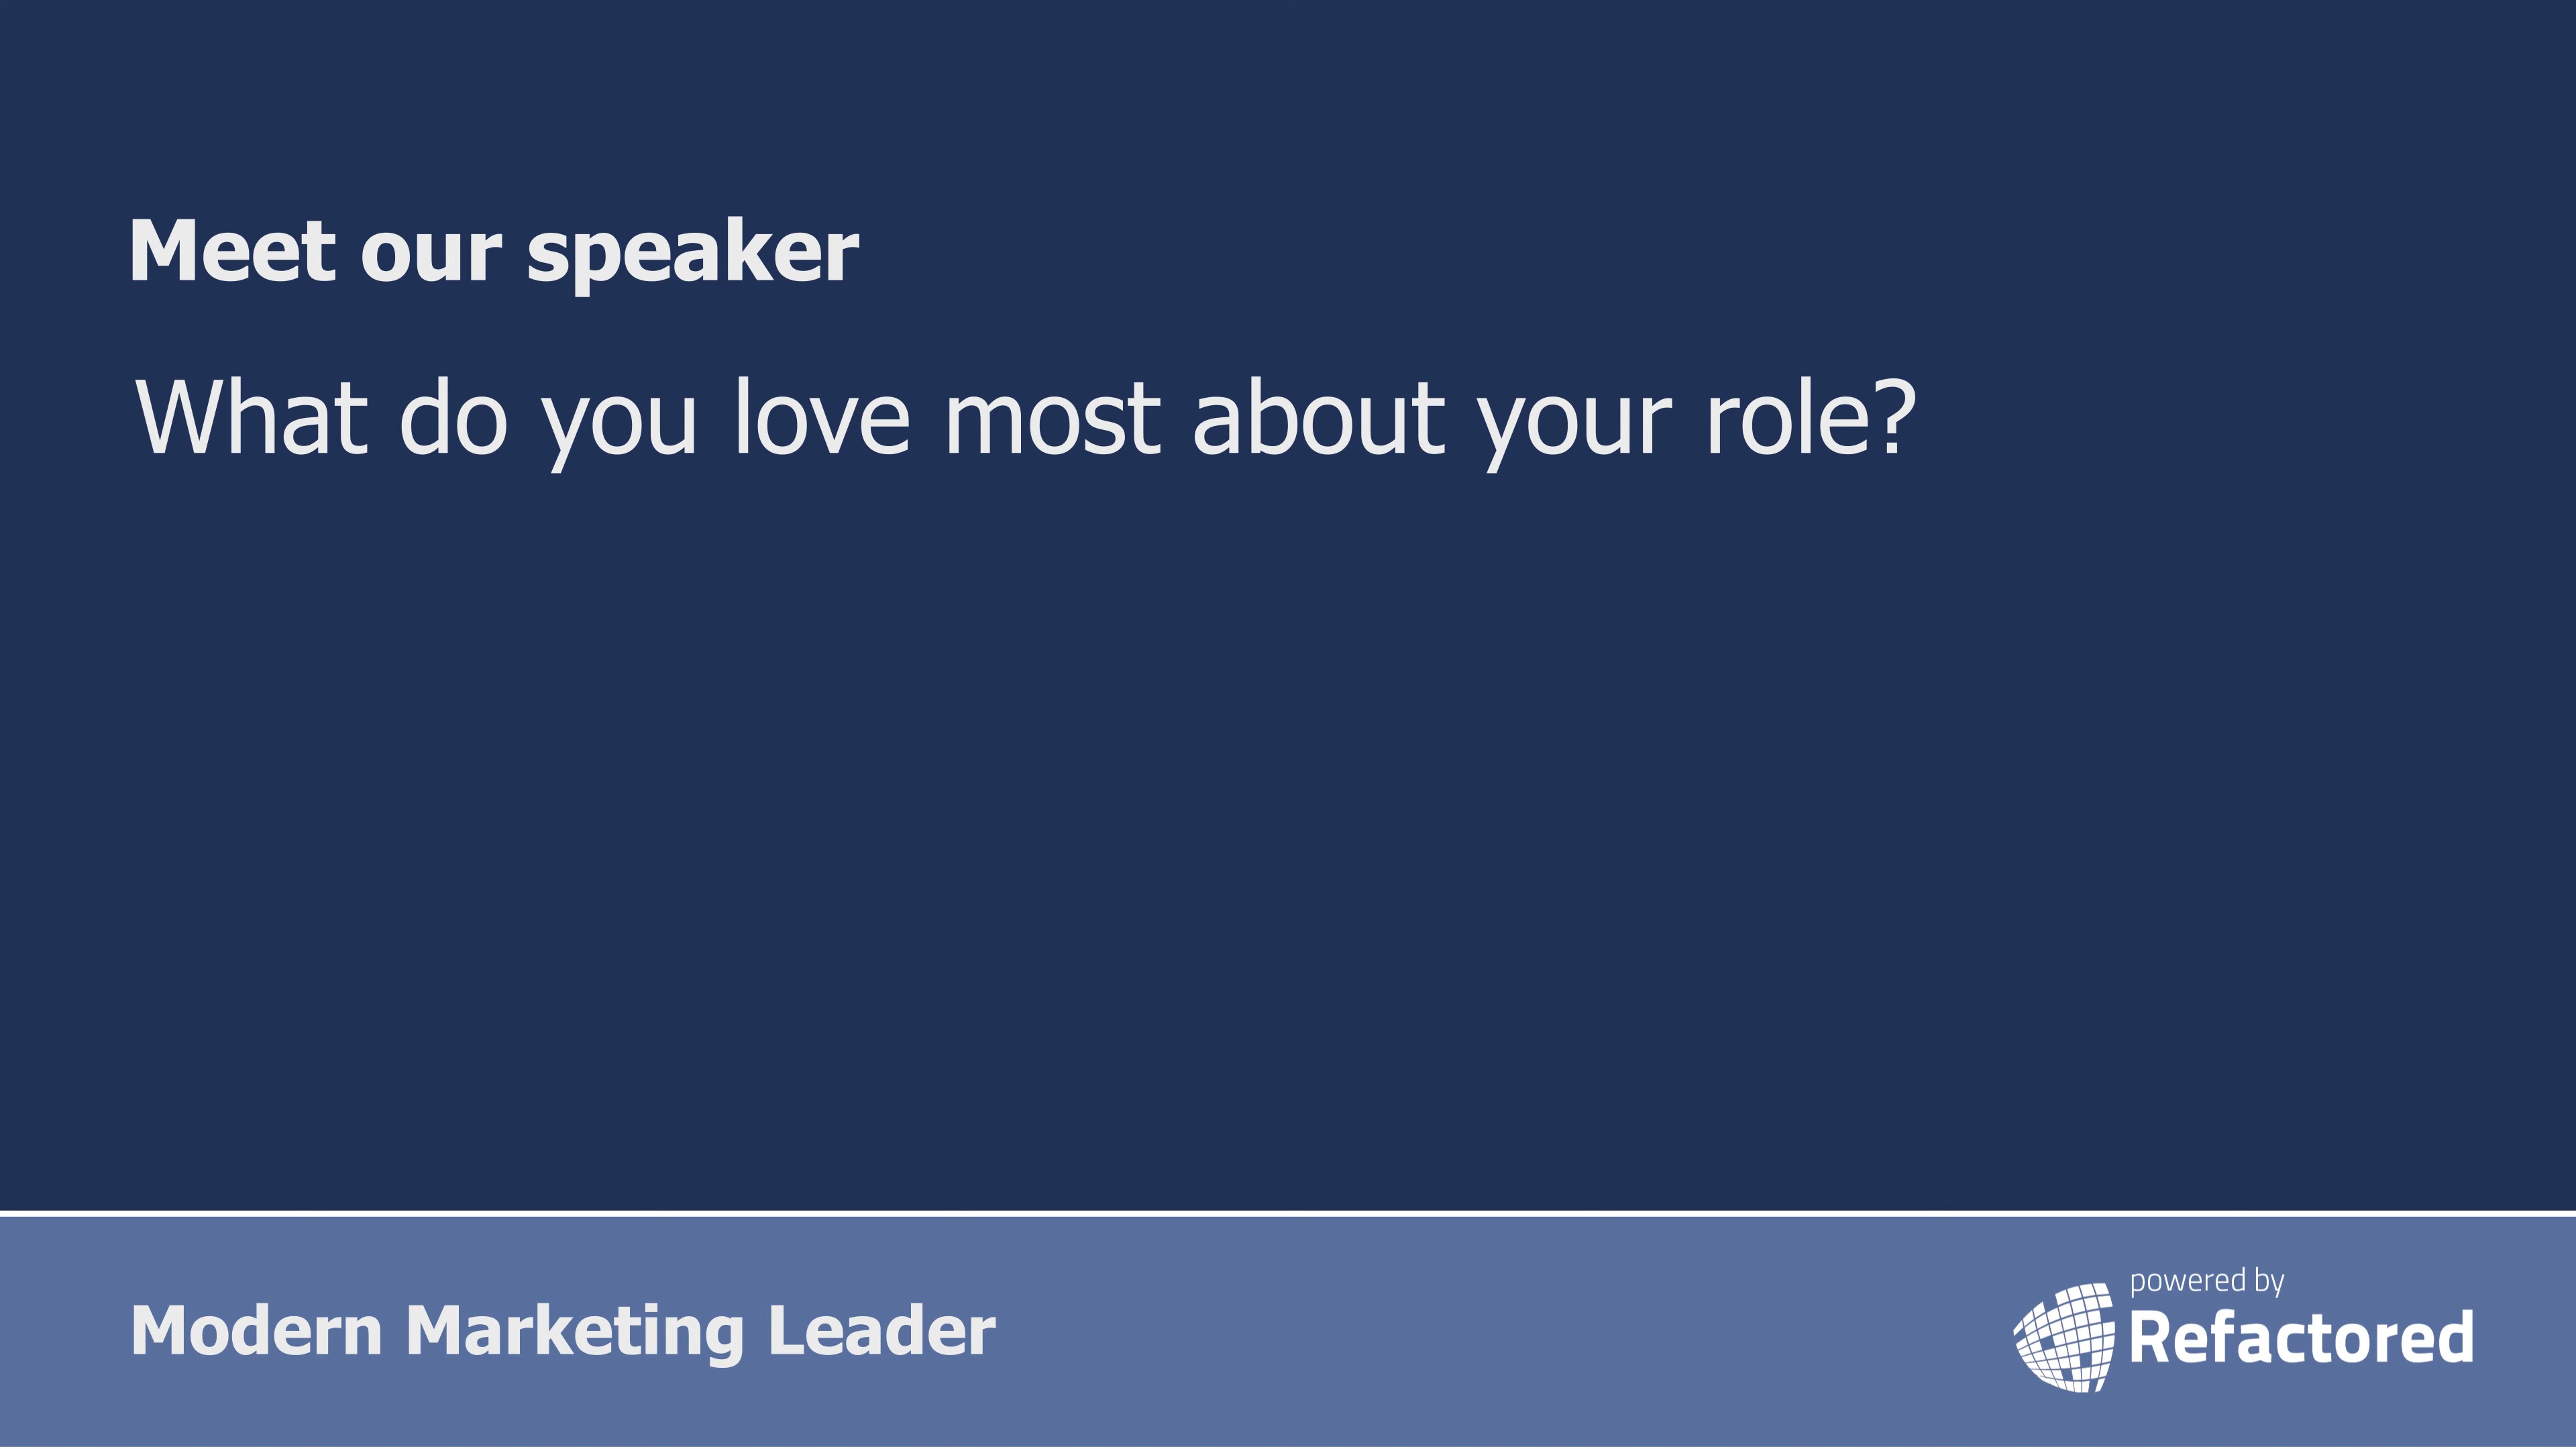 Meet our speaker
What do you love most about your role?
Modern Marketing Leader
powered by
Refactored